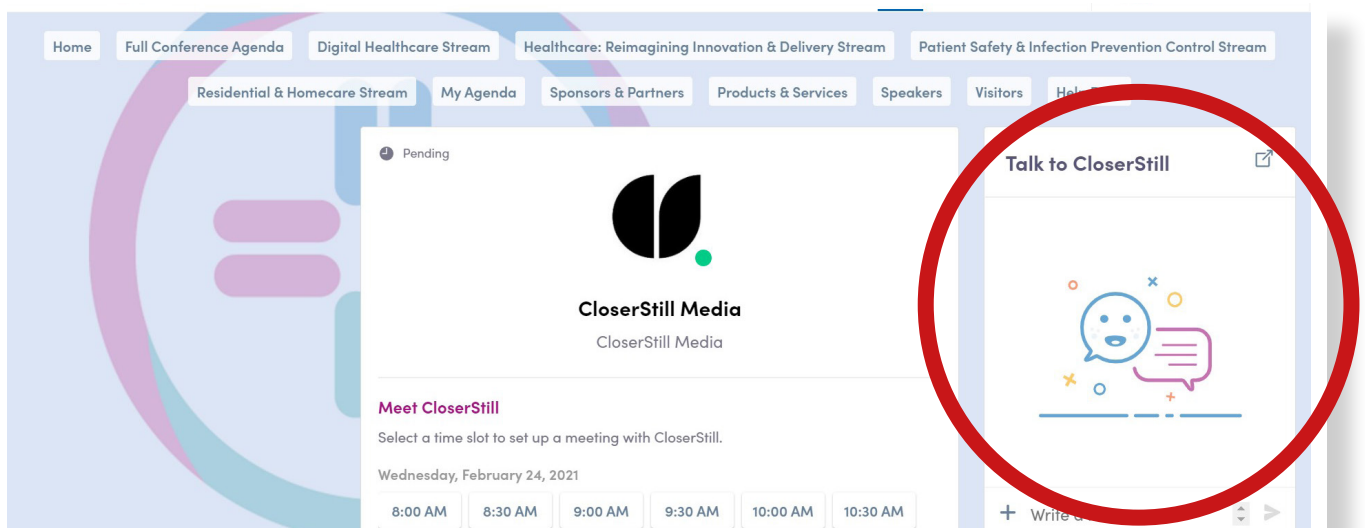 Home Full Conference Agenda Digital Healthcare Stream Healthcare: Reimagining Innovation & Delivery Stream Patient Safety & Infection Prevention Control Stream
Residential & Homecare Stream My Agenda Sponsors & Partners Products & Services Speakers Visitors
Pending
Talk to CloserStill
CloserStill Media
CloserStill Media
Meet CloserStill
Select a time slot to set up a meeting with CloserStill.
Wednesday, February 24, 2021
8:00 AM 8:30 AM 9:00 AM 9:30 AM 10:00 AM 10:30 AM
+ Write a